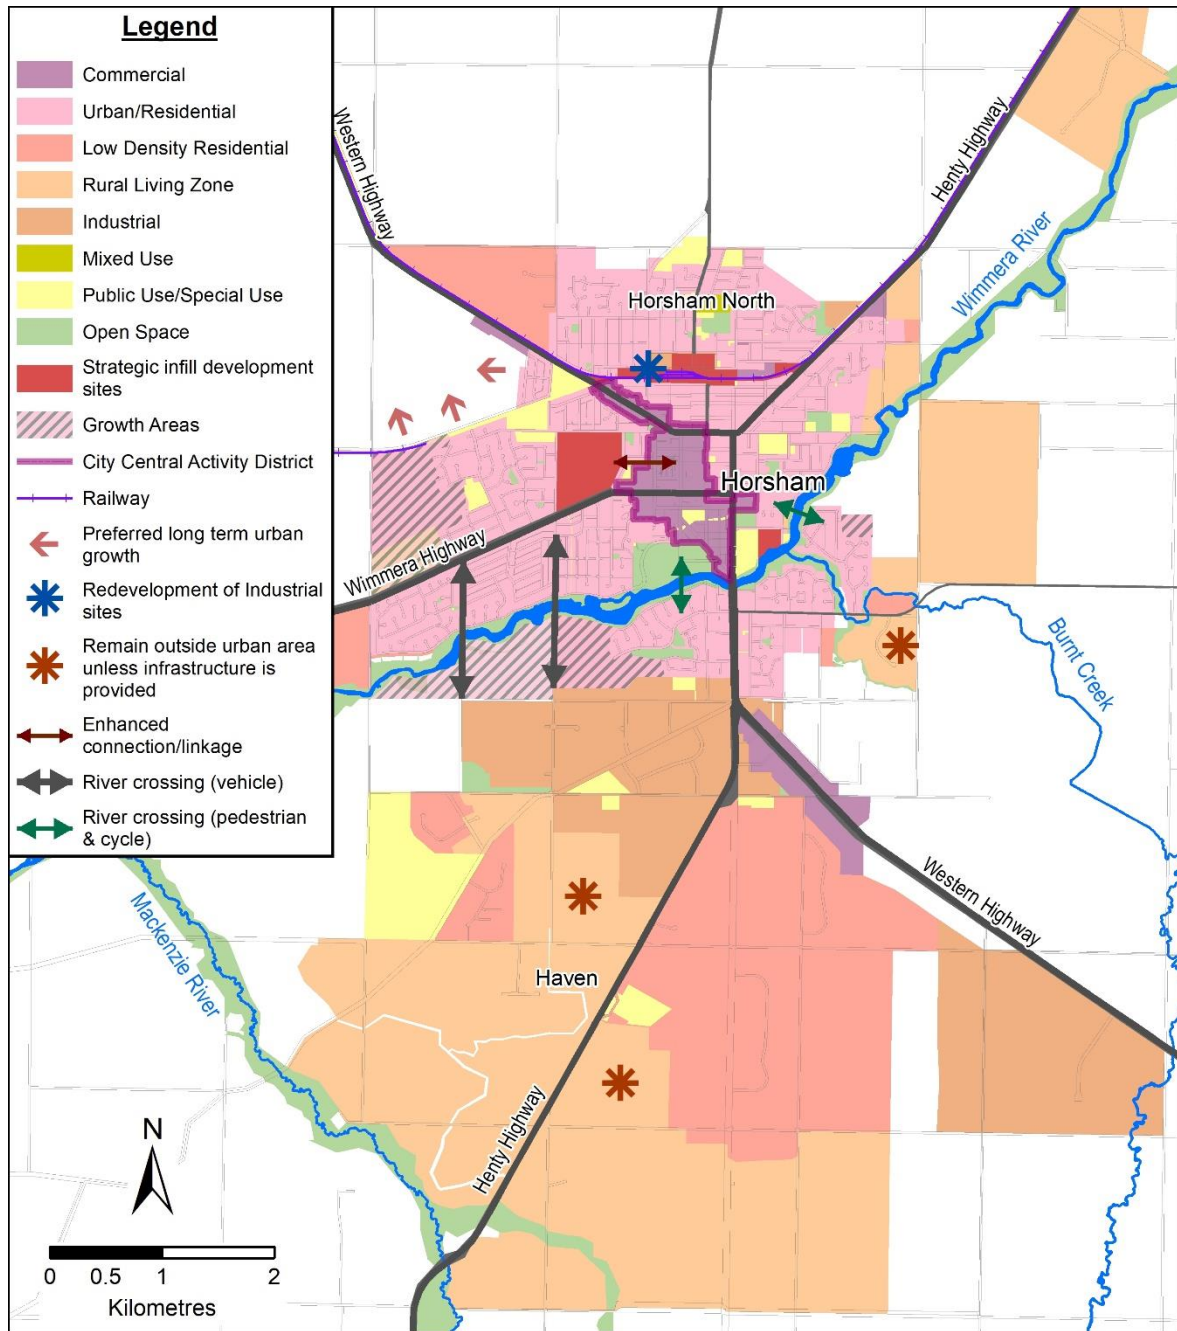 Legend
Commercial
Urban/Residential
Low Density Residential
Rural Living Zone
Industrial
Mixed Use
Public Use/Special Use
Open Space
Strategic infill development
sites
Growth Areas
City Central Activity District
Railway
Preferred long term urban
growth
Redevelopment of Industrial
sites
Remain outside urban area
unless infrastructure is
provided
Enhanced
connection/linkage
River crossing (vehicle)
River crossing (pedestrian
& cycle)
Western Highway
Henty Highway
Wimmera River
Horsham North
Horsham
Wimmera Highway
Burnt Creek
Western Highway
Mackenzie River
Haven
Henty Highway
N
0 0.5 1 2
Kilometres